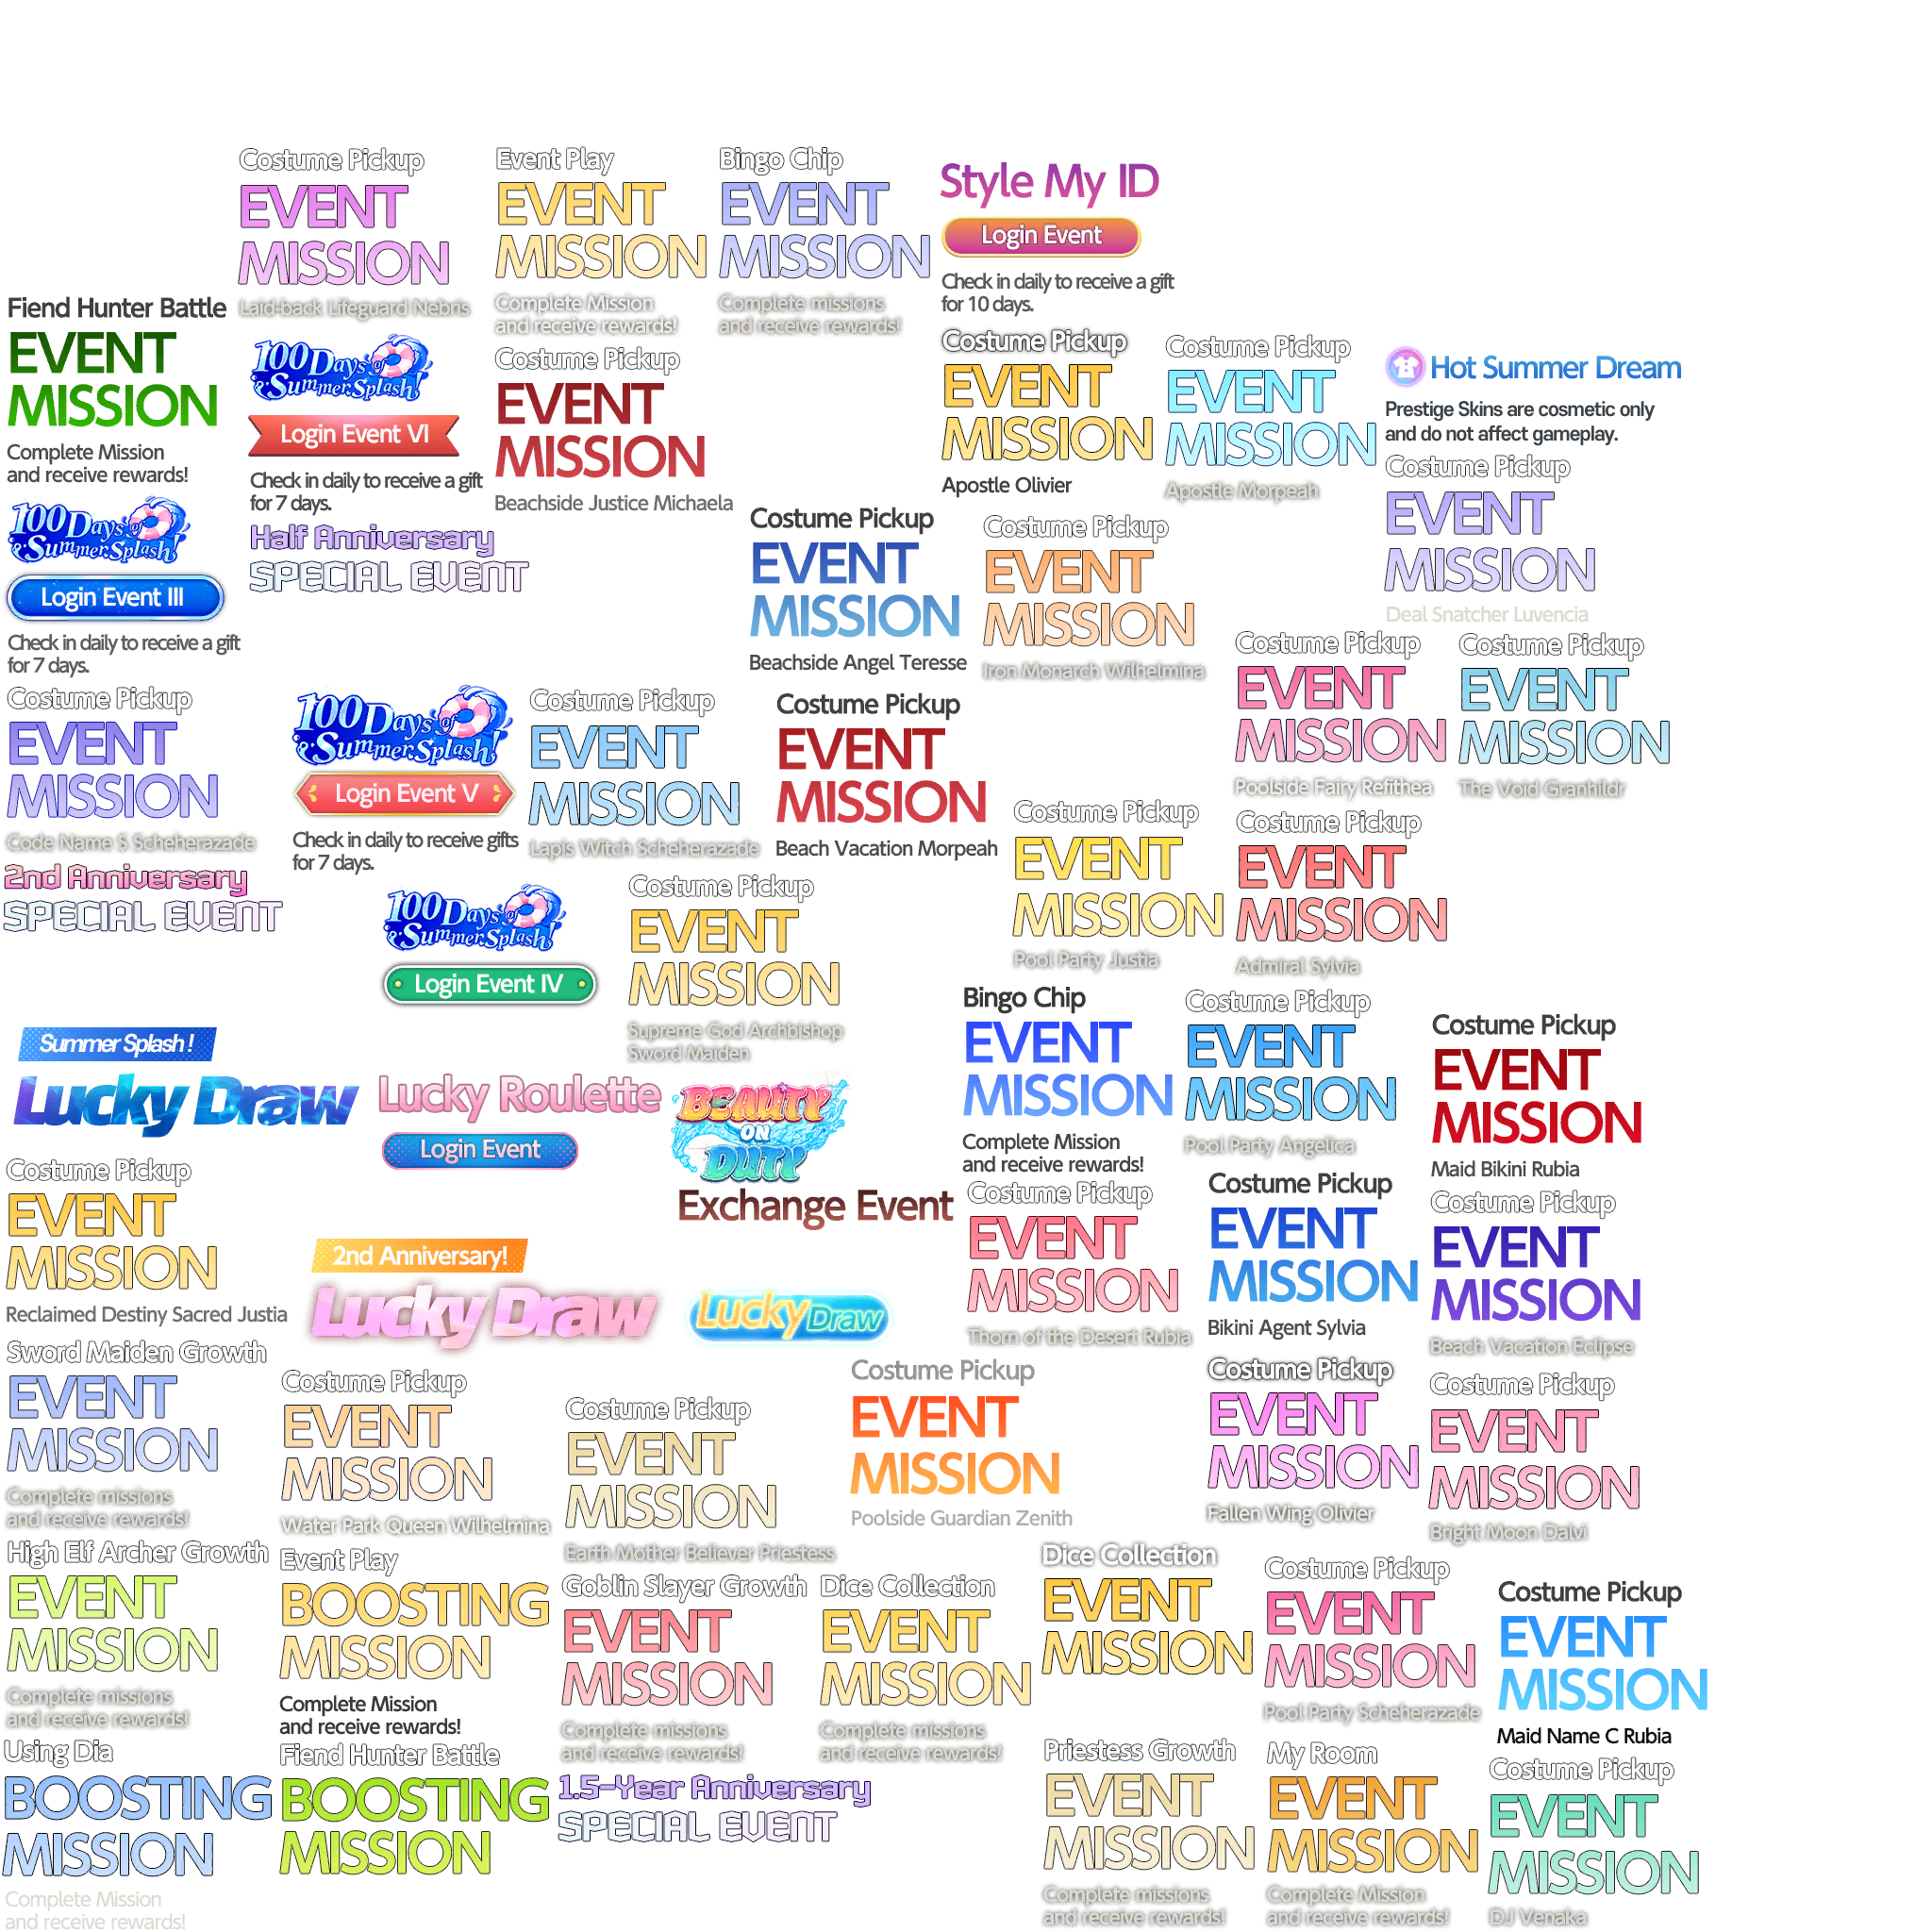 Costume Pickup
EVENT
MISSION
Laid-back Lifeguard Nebris
Event Play
EVENT
MISSION
Complete Mission
and receive rewards!
Bingo Chip
EVENT
MISSION
Complete missions
and receive rewards!
Style My ID
Login Event
Check in daily to receive a gift
for 10 days.
Fiend Hunter Battle
EVENT
MISSION
Complete Mission
and receive rewards!
100 Days of
Summer Splash!
Login Event VI
Check in daily to receive a gift
for 7 days.
Costume Pickup
EVENT
MISSION
Beachside Justice Michaela
Costume Pickup
EVENT
MISSION
Apostle Olivier
Costume Pickup
EVENT
MISSION
Apostle Morpeah
Hot Summer Dream
Prestige Skins are cosmetic only
and do not affect gameplay.
Costume Pickup
EVENT
MISSION
Deal Snatcher Luvencia
100 Days of
Summer Splash!
Login Event III
Check in daily to receive a gift
for 7 days.
Half Anniversary
SPECIAL EVENT
Costume Pickup
EVENT
MISSION
Beachside Angel Teresse
Costume Pickup
EVENT
MISSION
Iron Monarch Wilhelmina
Costume Pickup
EVENT
MISSION
Poolside Fairy Refithea
Costume Pickup
EVENT
MISSION
The Void Granhildr
Costume Pickup
EVENT
MISSION
Code Name S Scheherazade
2nd Anniversary
SPECIAL EVENT
100 Days of
Summer Splash!
Login Event V
Check in daily to receive gifts
for 7 days.
Costume Pickup
EVENT
MISSION
Lapis Witch Scheherazade
Costume Pickup
EVENT
MISSION
Beach Vacation Morpeah
Costume Pickup
EVENT
MISSION
Pool Party Justia
Costume Pickup
EVENT
MISSION
Admiral Sylvia
100 Days of
Summer Splash!
Login Event IV
Costume Pickup
EVENT
MISSION
Supreme God Archbishop
Sword Maiden
Summer Splash !
Lucky Draw
Lucky Roulette
Login Event
BEAUTY
ON
DUTY
Exchange Event
Bingo Chip
EVENT
MISSION
Complete Mission
and receive rewards!
Costume Pickup
EVENT
MISSION
Pool Party Angelica
Costume Pickup
EVENT
MISSION
Maid Bikini Rubia
Costume Pickup
EVENT
MISSION
Reclaimed Destiny Sacred Justia
2nd Anniversary!
Lucky Draw
Lucky Draw
Costume Pickup
EVENT
MISSION
Thorn of the Desert Rubia
Costume Pickup
EVENT
MISSION
Bikini Agent Sylvia
Costume Pickup
EVENT
MISSION
Beach Vacation Eclipse
Sword Maiden Growth
EVENT
MISSION
Complete missions
and receive rewards!
Costume Pickup
EVENT
MISSION
Water Park Queen Wilhelmina
Costume Pickup
EVENT
MISSION
Earth Mother Believer Priestess
Costume Pickup
EVENT
MISSION
Poolside Guardian Zenith
Costume Pickup
EVENT
MISSION
Fallen Wing Olivier
Costume Pickup
EVENT
MISSION
Bright Moon Dalvi
High Elf Archer Growth
EVENT
MISSION
Complete missions
and receive rewards!
Event Play
BOOSTING
MISSION
Complete Mission
and receive rewards!
Goblin Slayer Growth
EVENT
MISSION
Complete missions
and receive rewards!
Dice Collection
EVENT
MISSION
Complete missions
and receive rewards!
Dice Collection
EVENT
MISSION
Costume Pickup
EVENT
MISSION
Pool Party Scheherazade
Costume Pickup
EVENT
MISSION
Maid Name C Rubia
Using Dia
BOOSTING
MISSION
Complete Mission
and receive rewards!
Fiend Hunter Battle
BOOSTING
MISSION
1.5-Year Anniversary
SPECIAL EVENT
Priestess Growth
EVENT
MISSION
Complete missions
and receive rewards!
My Room
EVENT
MISSION
Complete Mission
and receive rewards!
Costume Pickup
EVENT
MISSION
DJ Venaka